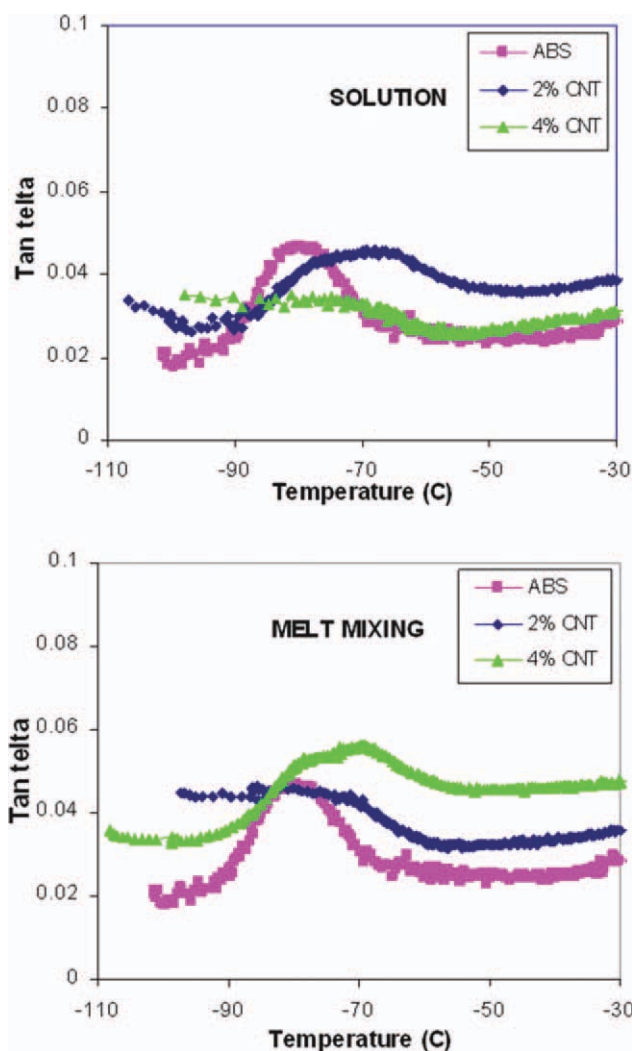 0.1
ABS
2% CNT
4% CNT
SOLUTION
0.08
0.06
0.04
0.02
0
Tan telta
-110 -90 -70 -50 -30
Temperature (C)
0.1
ABS
2% CNT
4% CNT
MELT MIXING
0.08
0.06
0.04
0.02
0
Tan telta
-110 -90 -70 -50 -30
Temperature (C)